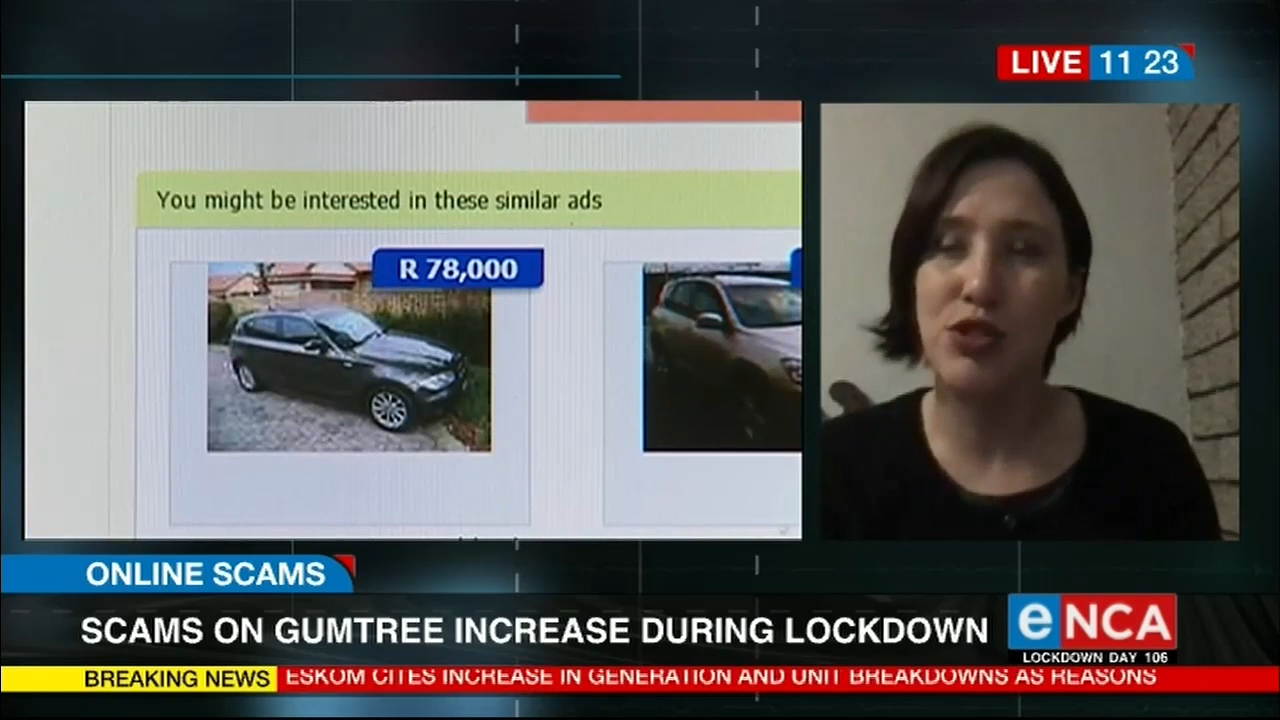 LIVE 11 23
You might be interested in these similar ads
R 78,000
ONLINE SCAMS
SCAMS ON GUMTREE INCREASE DURING LOCKDOWN
eNCA
LOCKDOWN DAY 106
BREAKING NEWS ESKOM CITES INCREASE IN GENERATION AND UNIT BREAKDOWNS AS REASONS